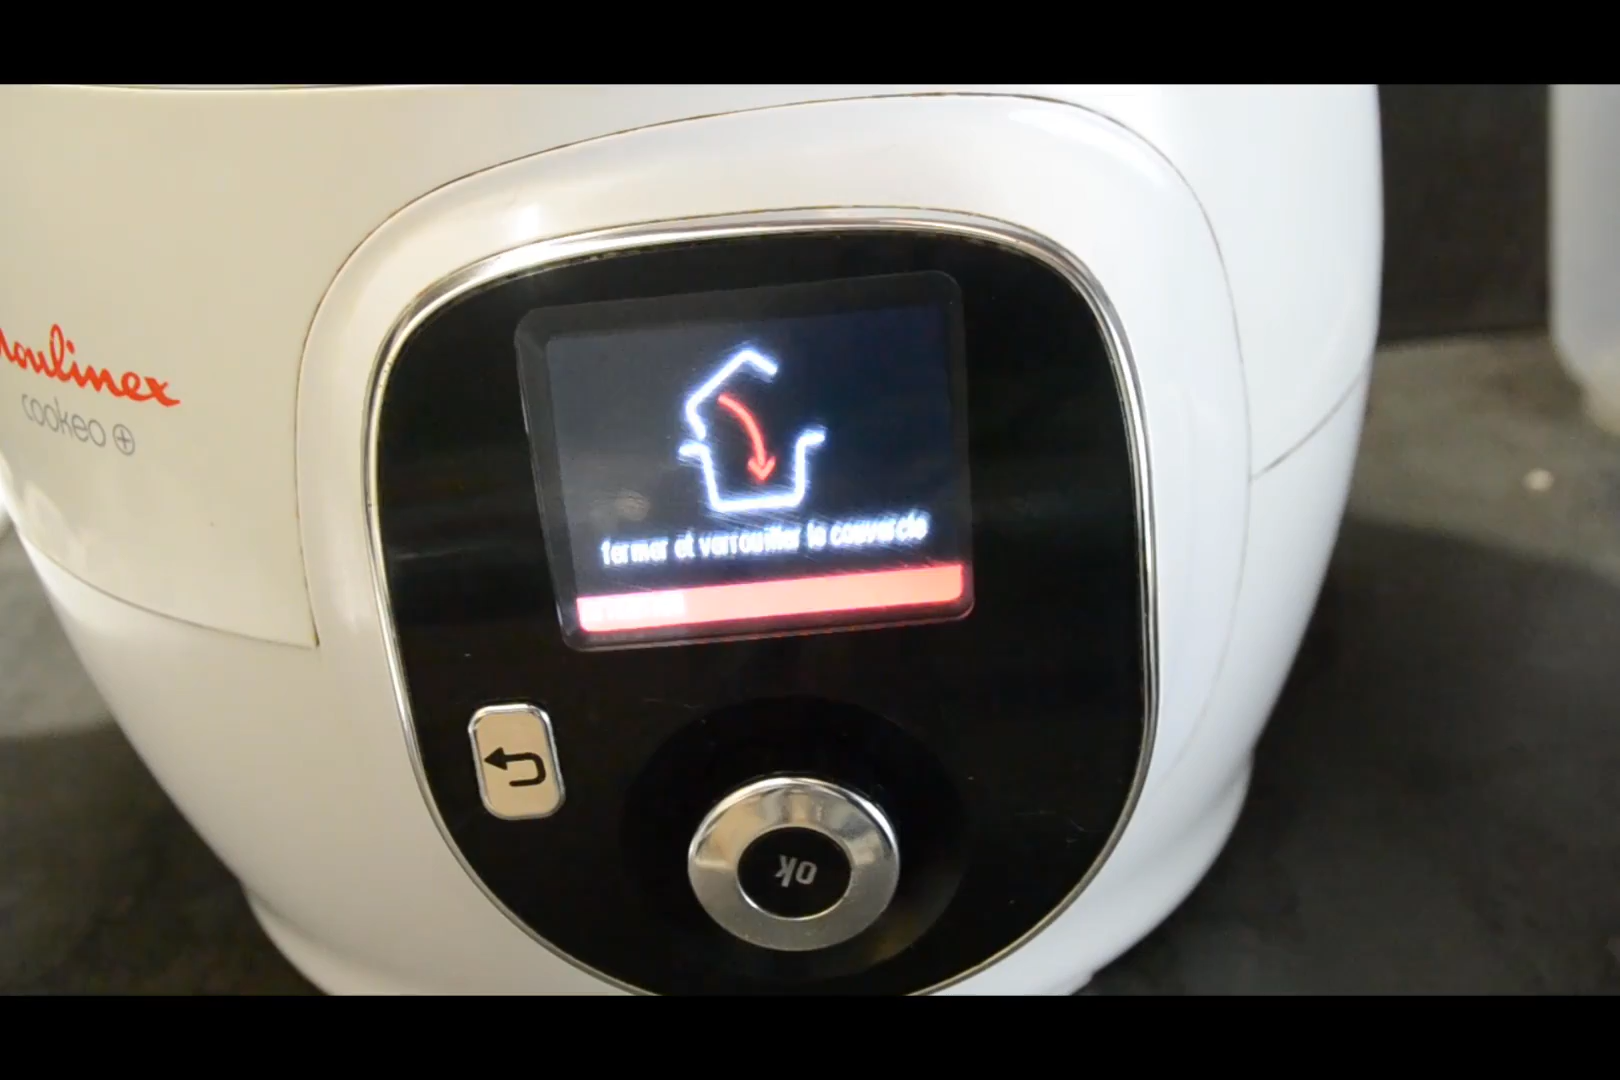 moulinex
cookeo
fermer et verrouiller le couvercle
ok